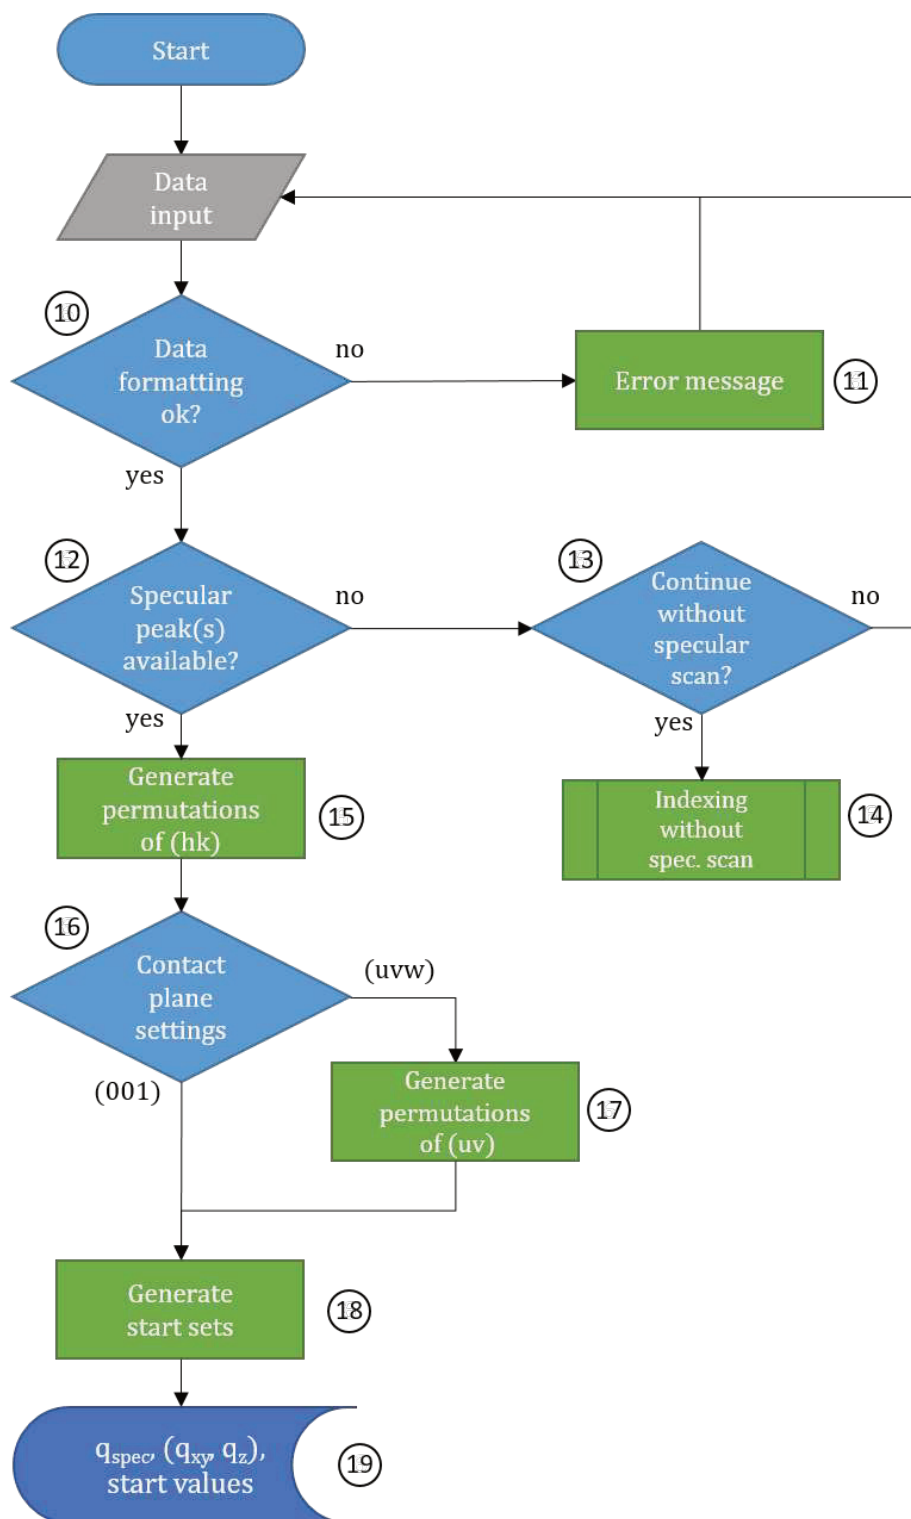 Start
Data
input
10
Data
formatting
ok?
no
Error message
11
yes
12
Specular
peak(s)
available?
no
13
Continue
without
specular
scan?
no
yes
yes
Generate
permutations
of (hk)
15
Indexing
without
spec. scan
14
16
Contact
plane
settings
(uvw)
(001)
Generate
permutations
of (uv)
17
Generate
start sets
18
qspec, (qxy, qz),
start values
19